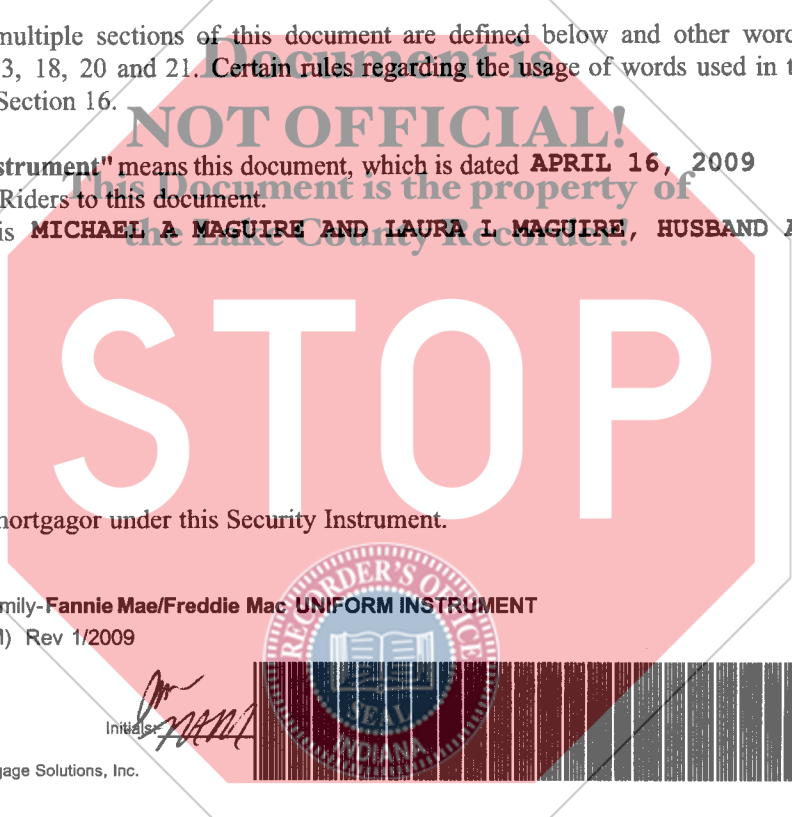 multiple sections of this document are defined below and other word
3, 18, 20 and 21. Certain rules regarding the usage of words used in t
Section 16.
Document is
NOT OFFICIAL!
This Document is the property of
the Lake County Recorder!
strument" means this document, which is dated APRIL 16, 2009
Riders to this document.
is MICHAEL A MAGUIRE AND LAURA L MAGUIRE, HUSBAND A
STOP
mortgagor under this Security Instrument.
mily-Fannie Mae/Freddie Mac UNIFORM INSTRUMENT
) Rev 1/2009
RECORDER'S OFFICE
SEAL
INDIANA
Initials:
gage Solutions, Inc.